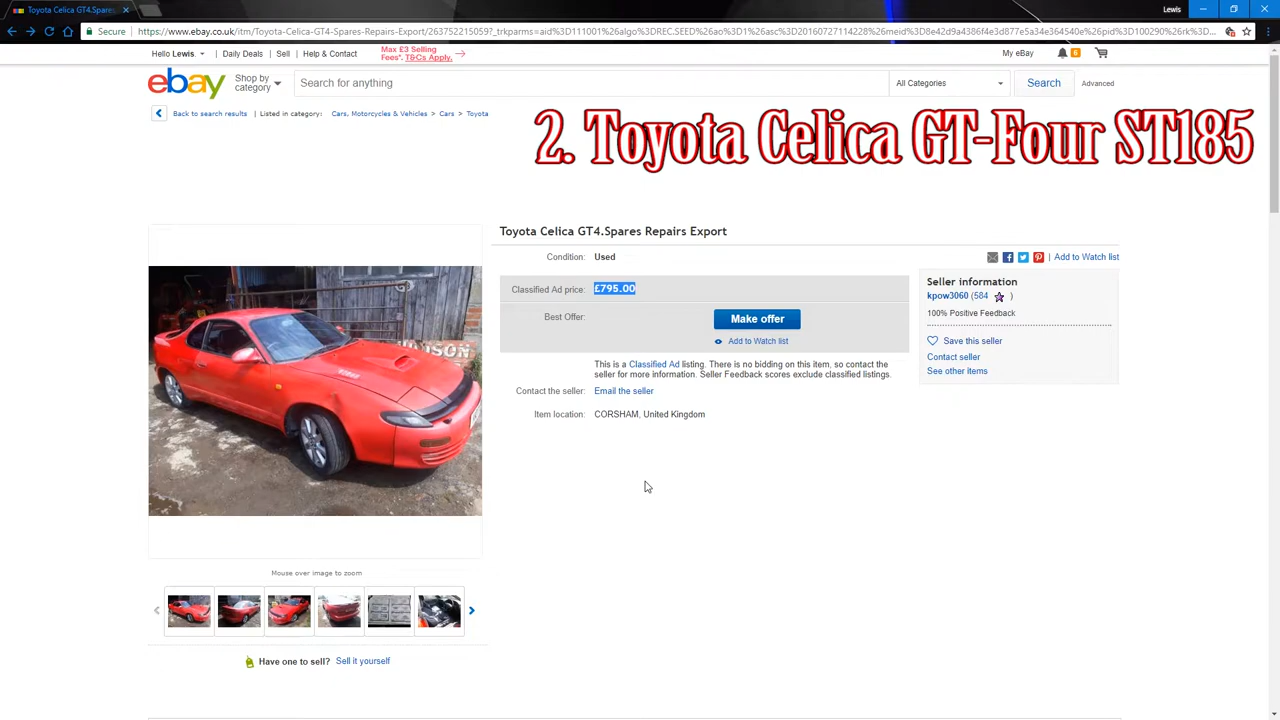 Toyota Celica GT4.Spare
Lewis
Secure
https://www.ebay.co.uk/itm/Toyota-Celica-GT4-Spares-Repairs-Export/263752215059?_trkparms=aid%3D111001%26algo%3DREC.SEED%26ao%3D1%26asc%3D20160727114228%26meid%3D8e42d9a4386f4e3d877e5a34e364540e%26pid%3D100290%26rk%3D...
Hello Lewis.
Daily Deals
Sell
Help & Contact
Max £3 Selling
Fees*. T&Cs Apply.
My eBay
6
ebay
Shop by
category
Search for anything
All Categories
Search
Advanced
Back to search results
Listed in category:
Cars, Motorcycles & Vehicles > Cars > Toyota
2. Toyota Celica GT-Four ST185
Toyota Celica GT4.Spares Repairs Export
Condition: Used
Add to Watch list
Classified Ad price: £795.00
Best Offer:
Make offer
Add to Watch list
This is a Classified Ad listing. There is no bidding on this item, so contact the
seller for more information. Seller Feedback scores exclude classified listings.
Contact the seller: Email the seller
Item location: CORSHAM, United Kingdom
Seller information
kpow3060 (584 )
100% Positive Feedback
Save this seller
Contact seller
See other items
Mouse over image to zoom
Have one to sell? Sell it yourself